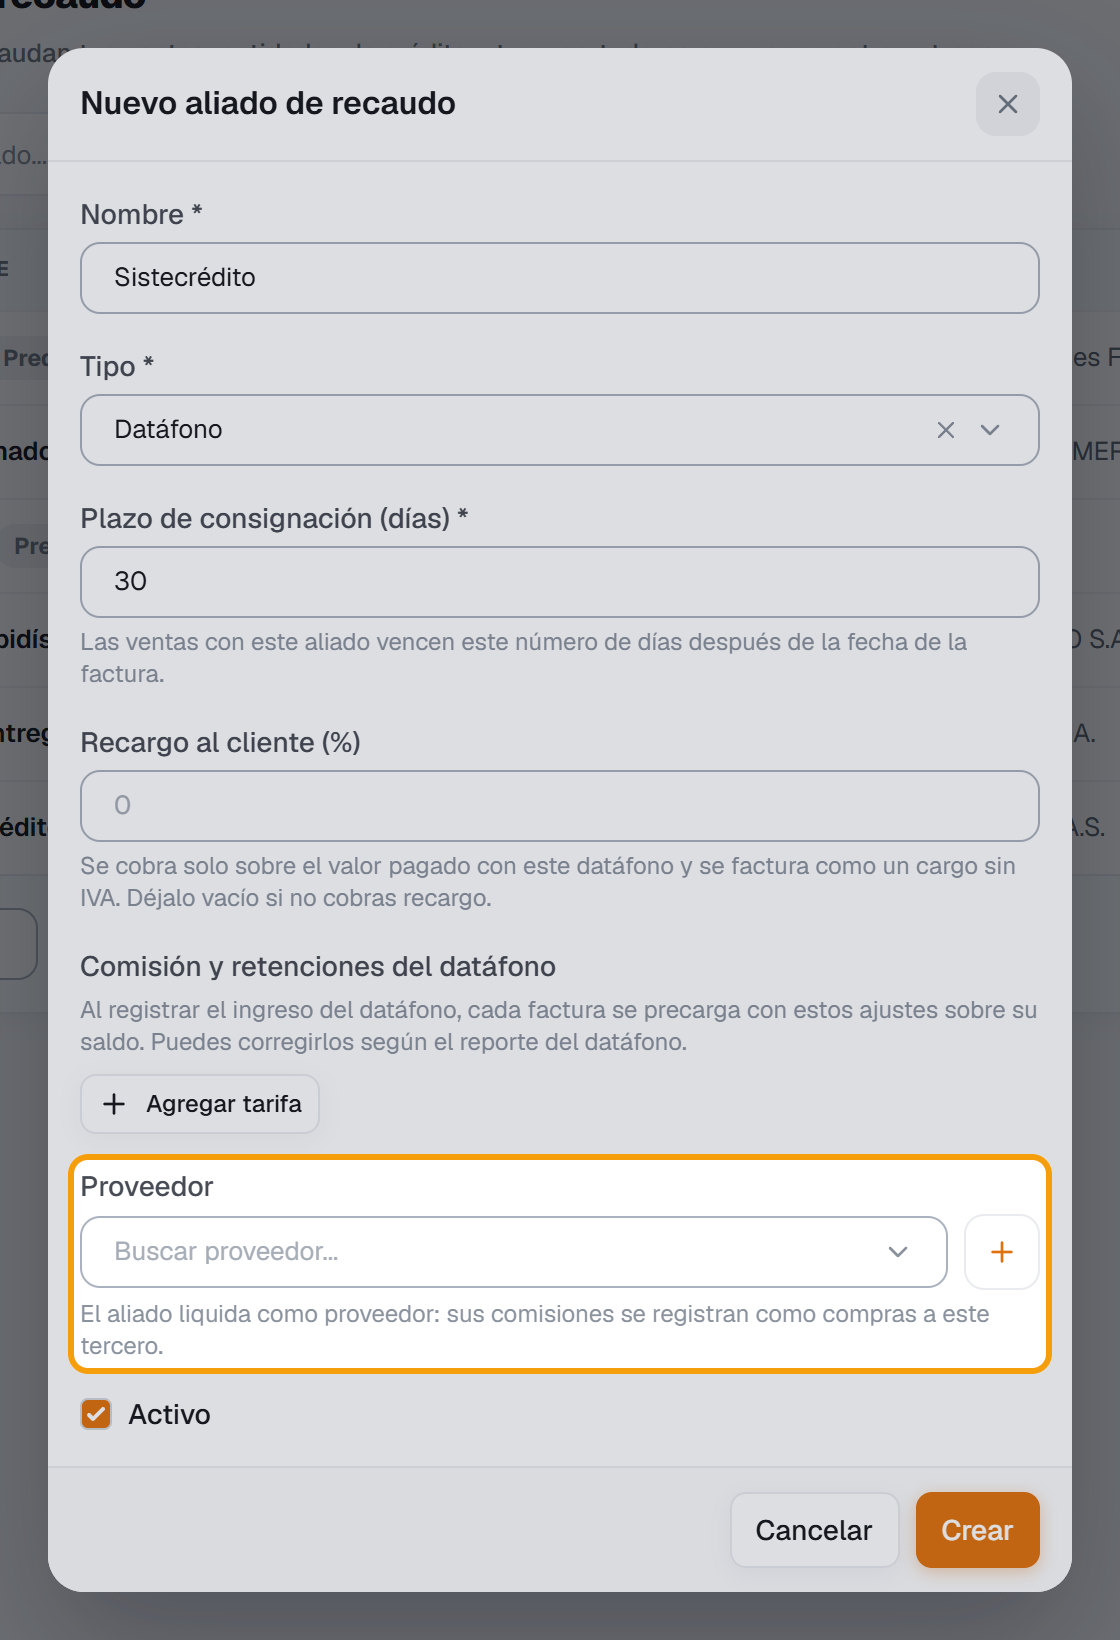 Nuevo aliado de recaudo
Nombre *
Sistecrédito
Tipo *
Datáfono
Plazo de consignación (días) *
30
Las ventas con este aliado vencen este número de días después de la fecha de la
factura.
Recargo al cliente (%)
0
Se cobra solo sobre el valor pagado con este datáfono y se factura como un cargo sin
IVA. Déjalo vacío si no cobras recargo.
Comisión y retenciones del datáfono
Al registrar el ingreso del datáfono, cada factura se precarga con estos ajustes sobre su
saldo. Puedes corregirlos según el reporte del datáfono.
+ Agregar tarifa
Proveedor
Buscar proveedor...
+
El aliado liquida como proveedor: sus comisiones se registran como compras a este
tercero.
Activo
Cancelar
Crear